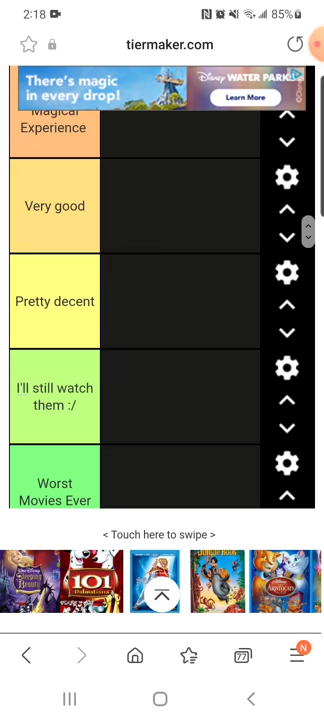 2:18
85%
tiermaker.com
There's magic
in every drop!
Disney WATER PARKS
Learn More
©Disney
Magical
Experience
Very good
Pretty decent
I'll still watch
them :/
Worst
Movies Ever
< Touch here to swipe >
Sleeping
Beauty
101
Dalmatians
JUNGLE BOOK
ARISTOCATS
77
N